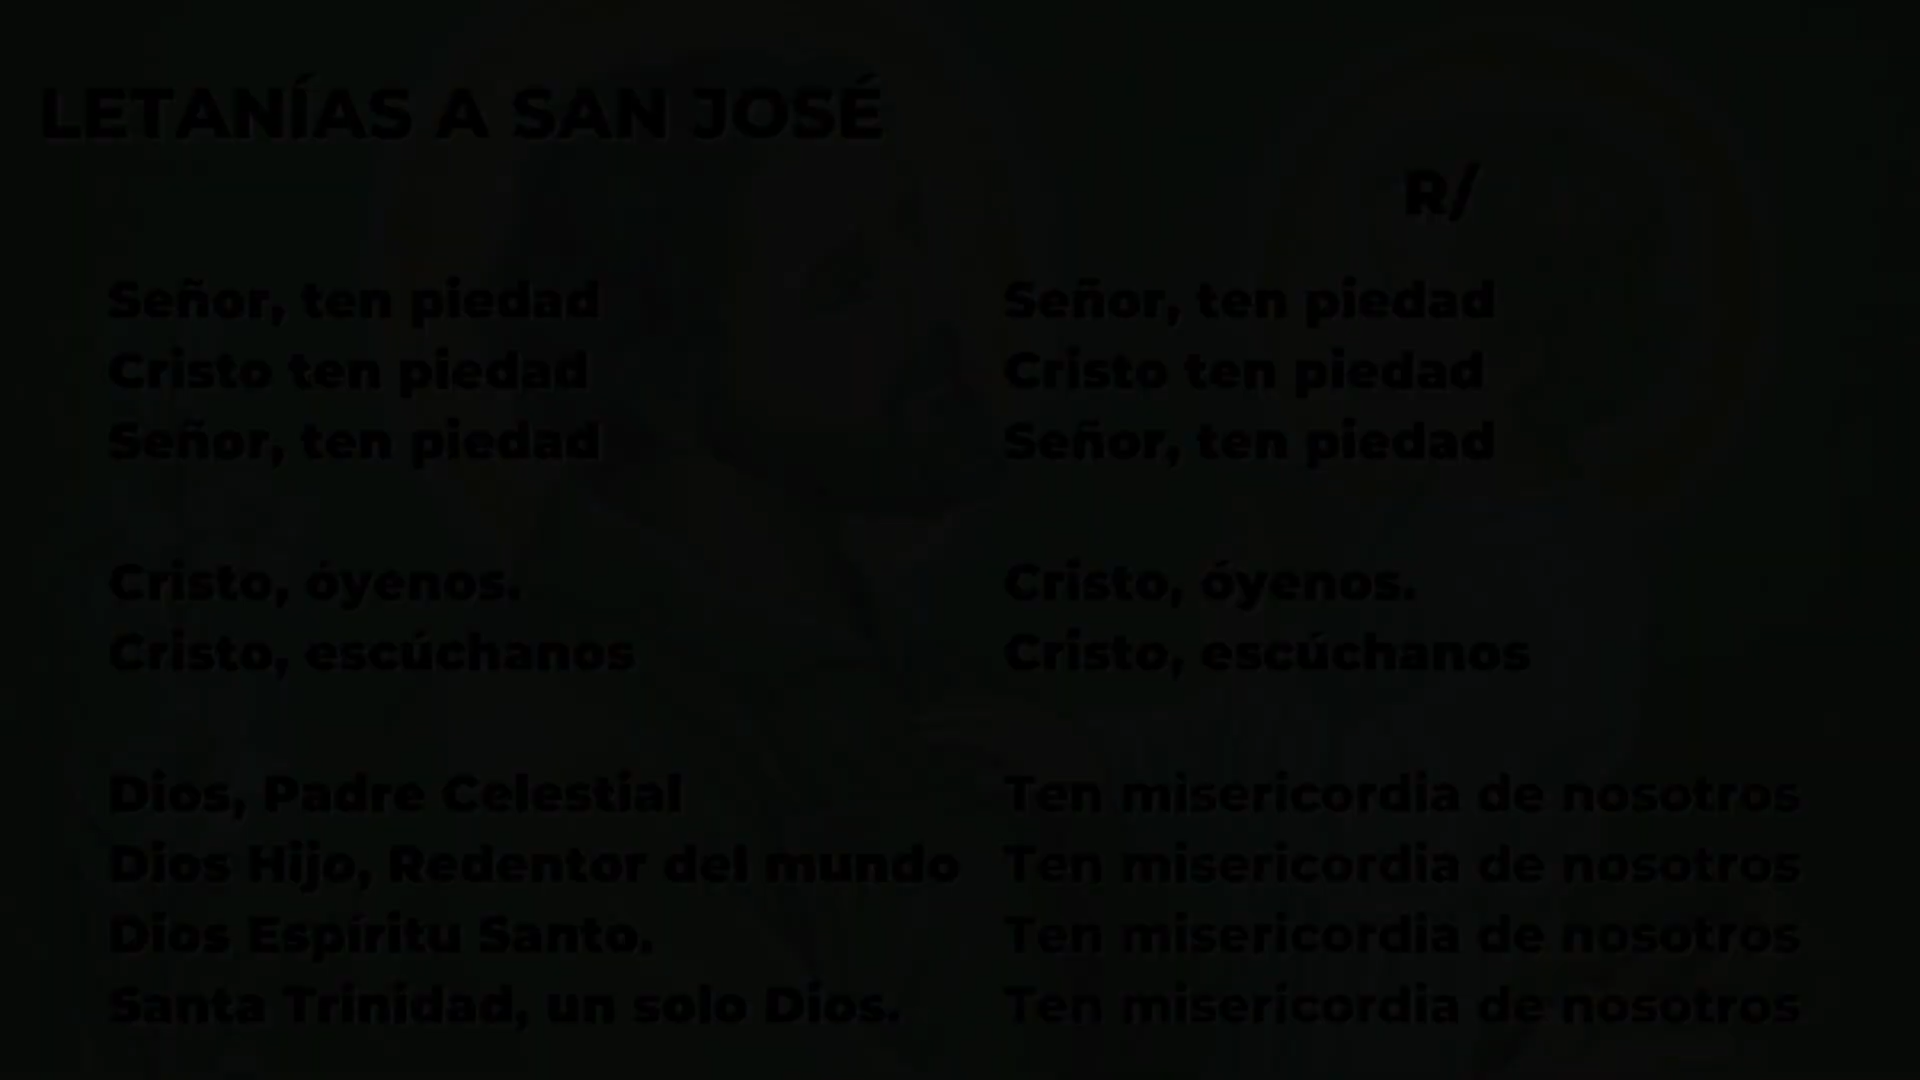 LETANÍAS A SAN JOSÉ
R/
Señor, ten piedad Señor, ten piedad
Cristo ten piedad Cristo ten piedad
Señor, ten piedad Señor, ten piedad
Cristo, óyenos. Cristo, óyenos.
Cristo, escúchanos Cristo, escúchanos
Dios, Padre Celestial Ten misericordia de nosotros
Dios Hijo, Redentor del mundo Ten misericordia de nosotros
Dios Espíritu Santo. Ten misericordia de nosotros
Santa Trinidad, un solo Dios. Ten misericordia de nosotros